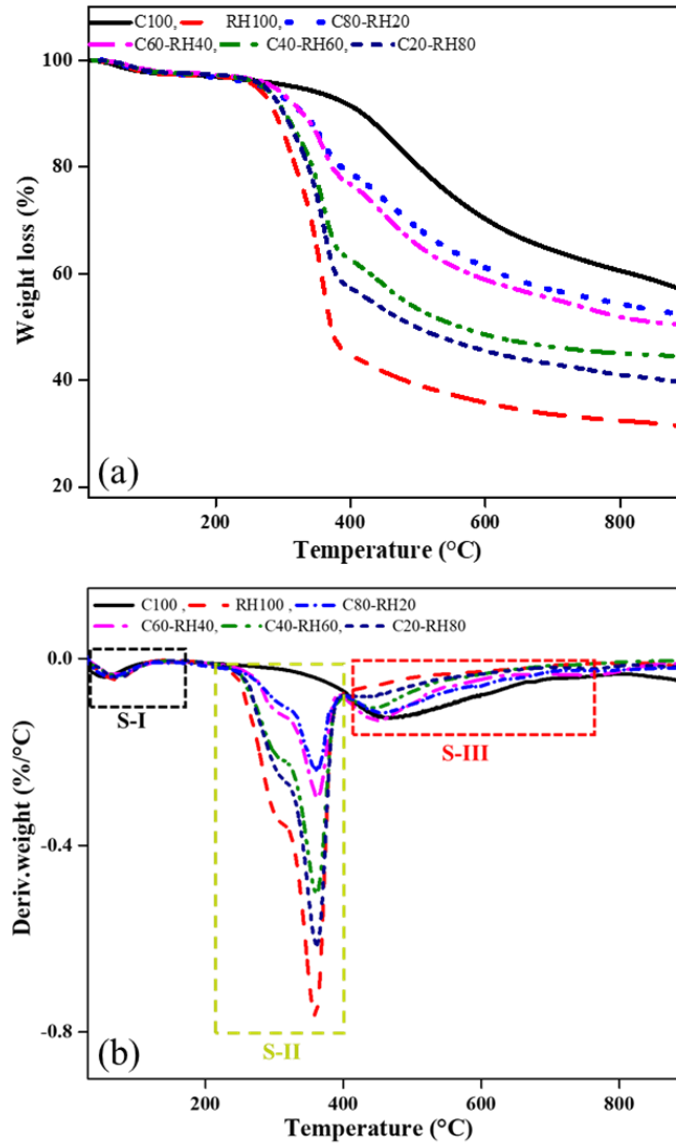 C100, RH100, C80-RH20
C60-RH40, C40-RH60, C20-RH80
100
80
60
40
20
Weight loss (%)
(a)
200 400 600 800
Temperature (°C)
C100 , RH100 , C80-RH20
C60-RH40, C40-RH60, C20-RH80
0.0
-0.4
-0.8
Deriv.weight (%/°C)
S-I
S-III
S-II
(b)
200 400 600 800
Temperature (°C)